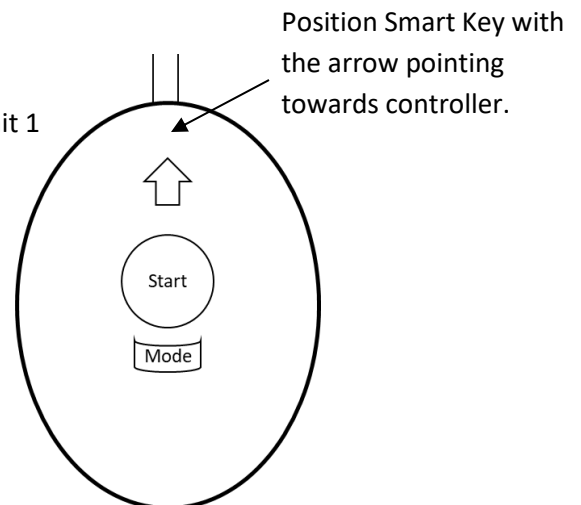 Position Smart Key with
the arrow pointing
towards controller.
it 1
Start
Mode